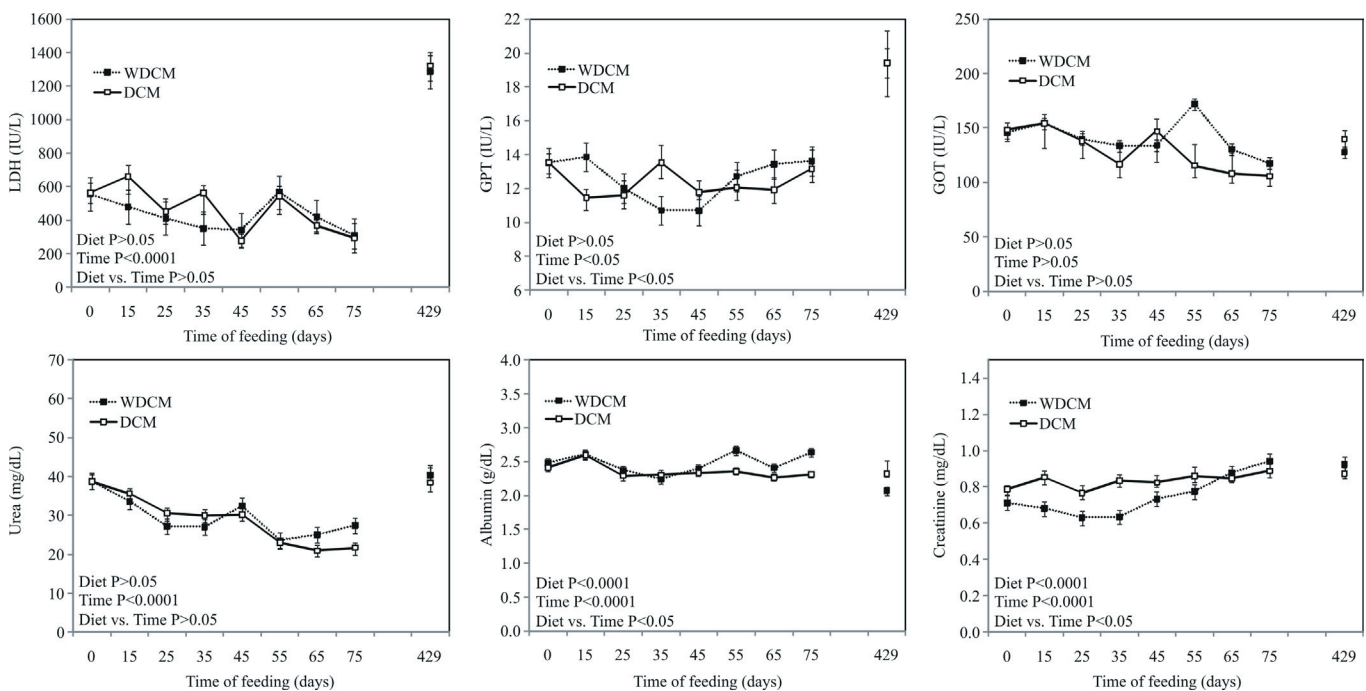 1600
1400
1200
1000
800
600
400
200
0
LDH (IU/L)
WDCM
DCM
Diet P>0.05
Time P<0.0001
Diet vs. Time P>0.05
0 15 25 35 45 55 65 75 429
Time of feeding (days)
22
20
18
16
14
12
10
8
6
GPT (IU/L)
WDCM
DCM
Diet P>0.05
Time P<0.05
Diet vs. Time P<0.05
0 15 25 35 45 55 65 75 429
Time of feeding (days)
250
200
150
100
50
0
GOT (IU/L)
WDCM
DCM
Diet P>0.05
Time P>0.05
Diet vs. Time P>0.05
0 15 25 35 45 55 65 75 429
Time of feeding (days)
70
60
50
40
30
20
10
0
Urea (mg/dL)
WDCM
DCM
Diet P>0.05
Time P<0.0001
Diet vs. Time P>0.05
0 15 25 35 45 55 65 75 429
Time of feeding (days)
4.0
3.5
3.0
2.5
2.0
1.5
1.0
0.5
0.0
Albumin (g/dL)
WDCM
DCM
Diet P<0.0001
Time P<0.0001
Diet vs. Time P<0.05
0 15 25 35 45 55 65 75 429
Time of feeding (days)
1.4
1.2
1.0
0.8
0.6
0.4
0.2
0.0
Creatinine (mg/dL)
WDCM
DCM
Diet P<0.0001
Time P<0.0001
Diet vs. Time P<0.05
0 15 25 35 45 55 65 75 429
Time of feeding (days)